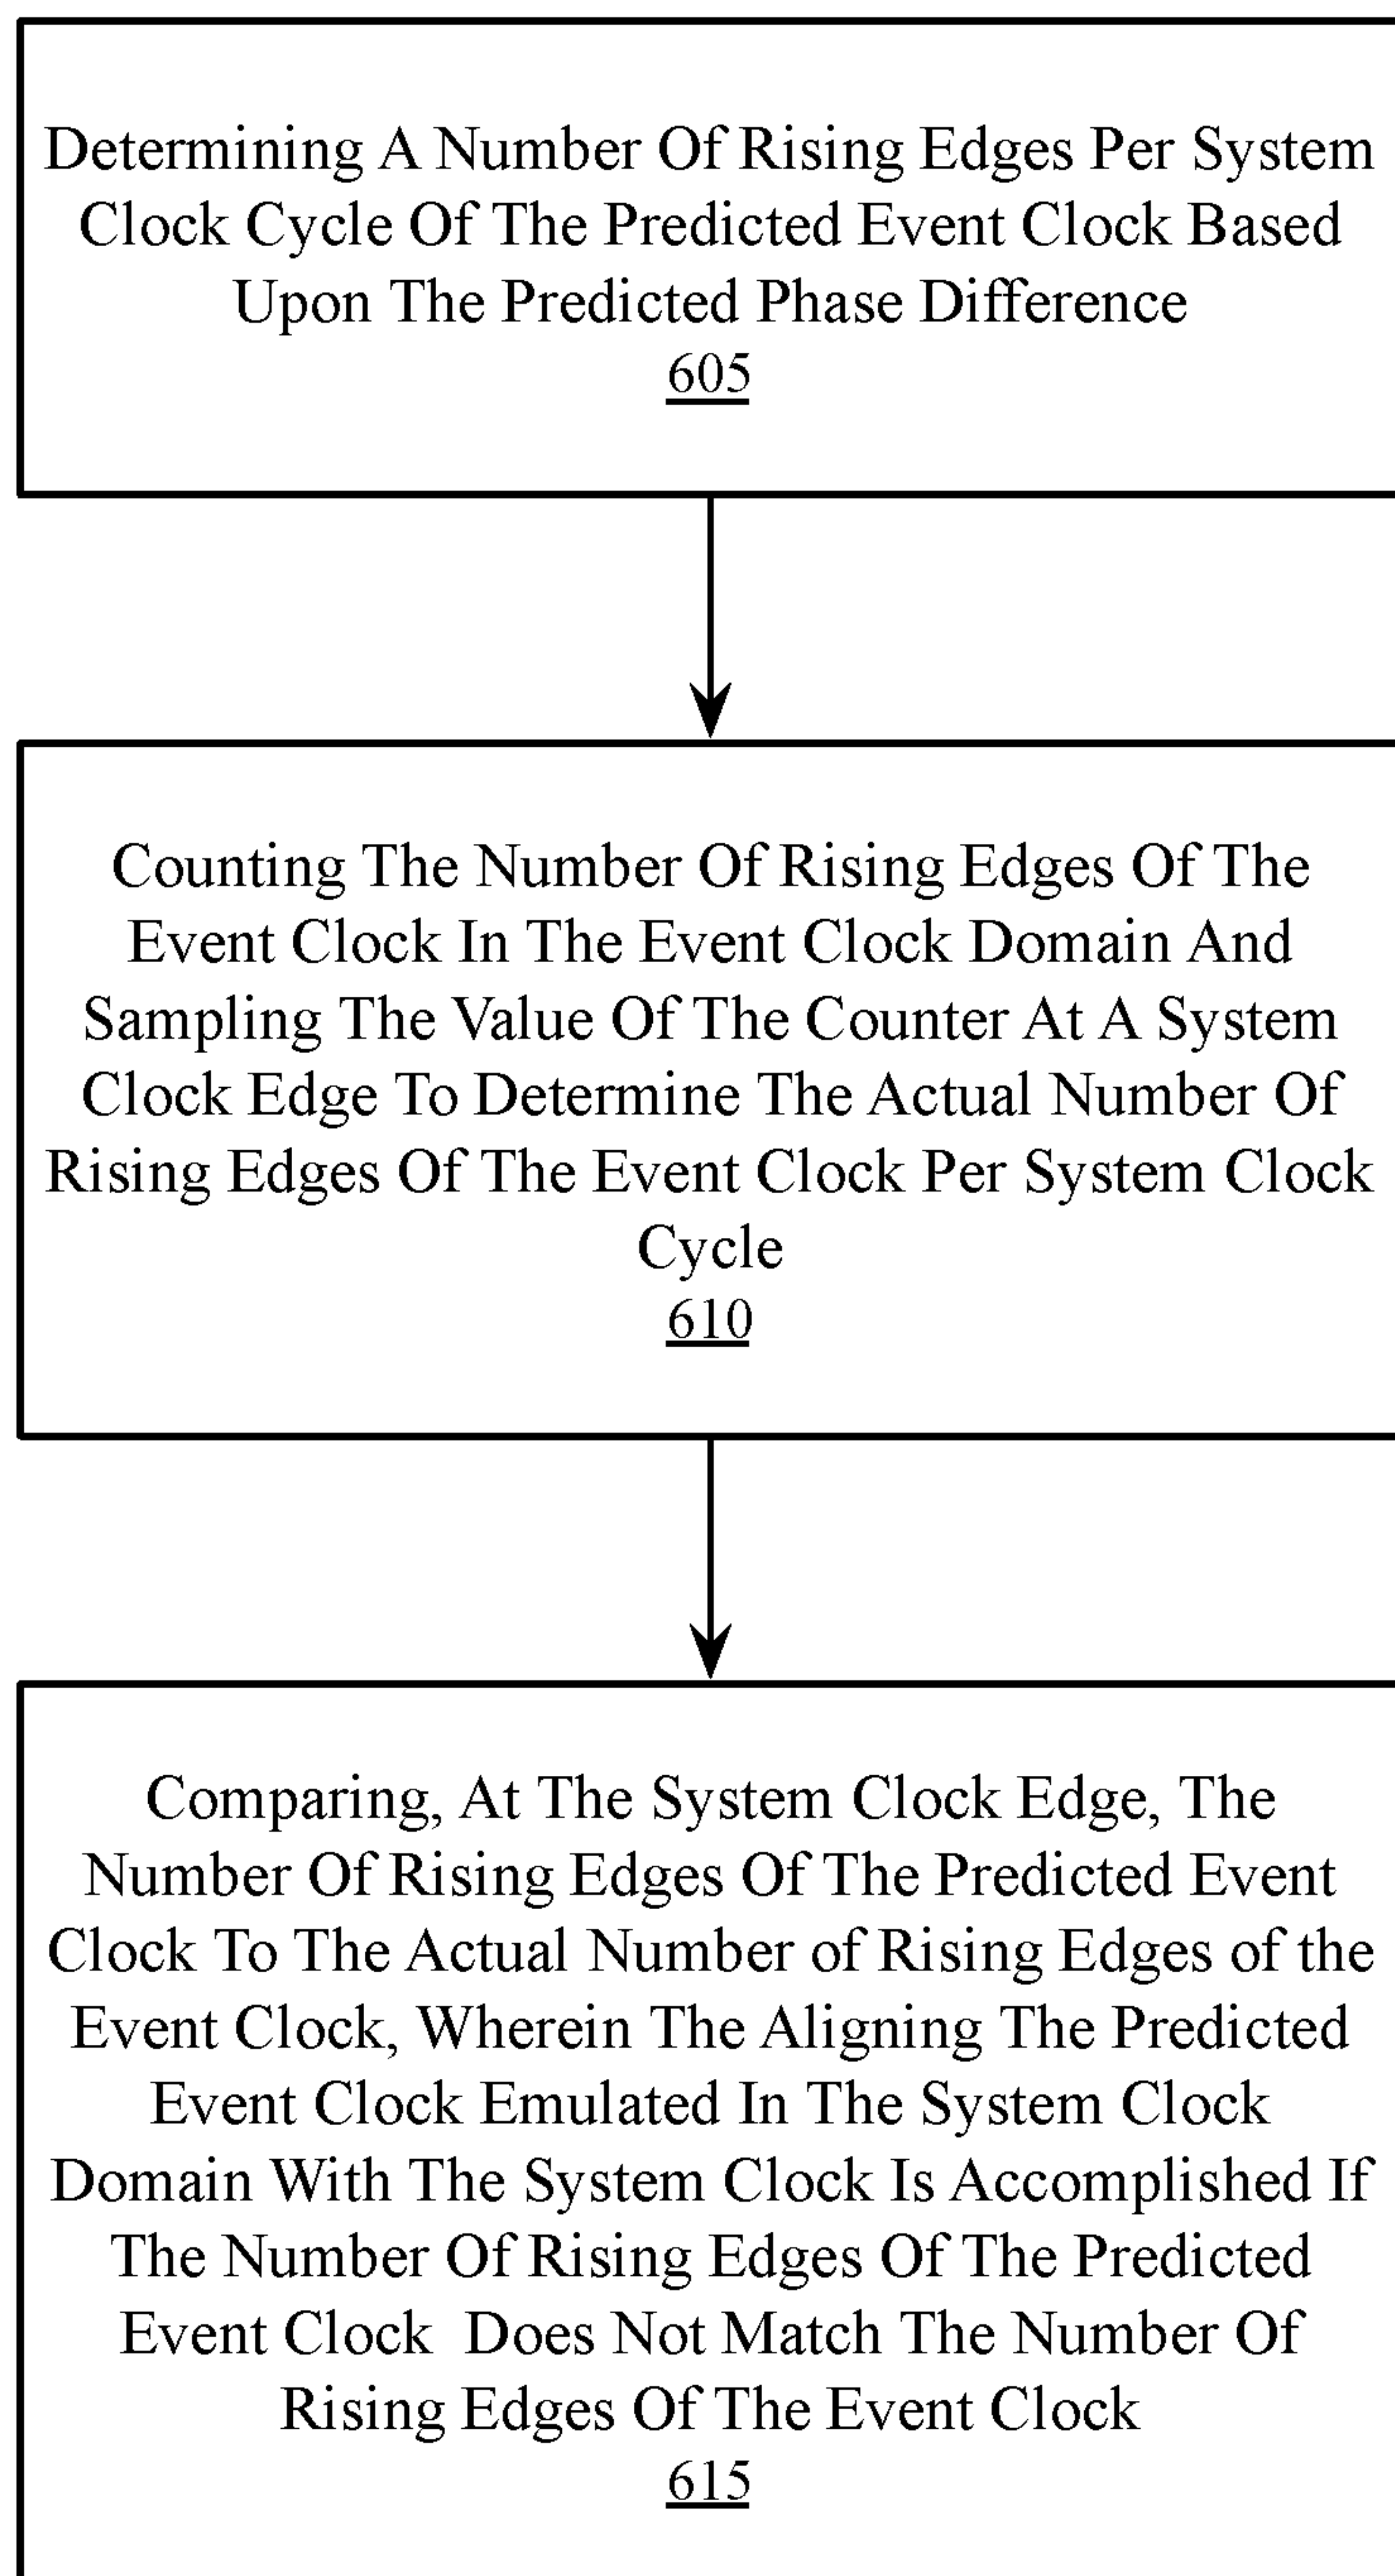 Determining A Number Of Rising Edges Per System
Clock Cycle Of The Predicted Event Clock Based
Upon The Predicted Phase Difference
605
Counting The Number Of Rising Edges Of The
Event Clock In The Event Clock Domain And
Sampling The Value Of The Counter At A System
Clock Edge To Determine The Actual Number Of
Rising Edges Of The Event Clock Per System Clock
Cycle
610
Comparing, At The System Clock Edge, The
Number Of Rising Edges Of The Predicted Event
Clock To The Actual Number of Rising Edges of the
Event Clock, Wherein The Aligning The Predicted
Event Clock Emulated In The System Clock
Domain With The System Clock Is Accomplished If
The Number Of Rising Edges Of The Predicted
Event Clock Does Not Match The Number Of
Rising Edges Of The Event Clock
615